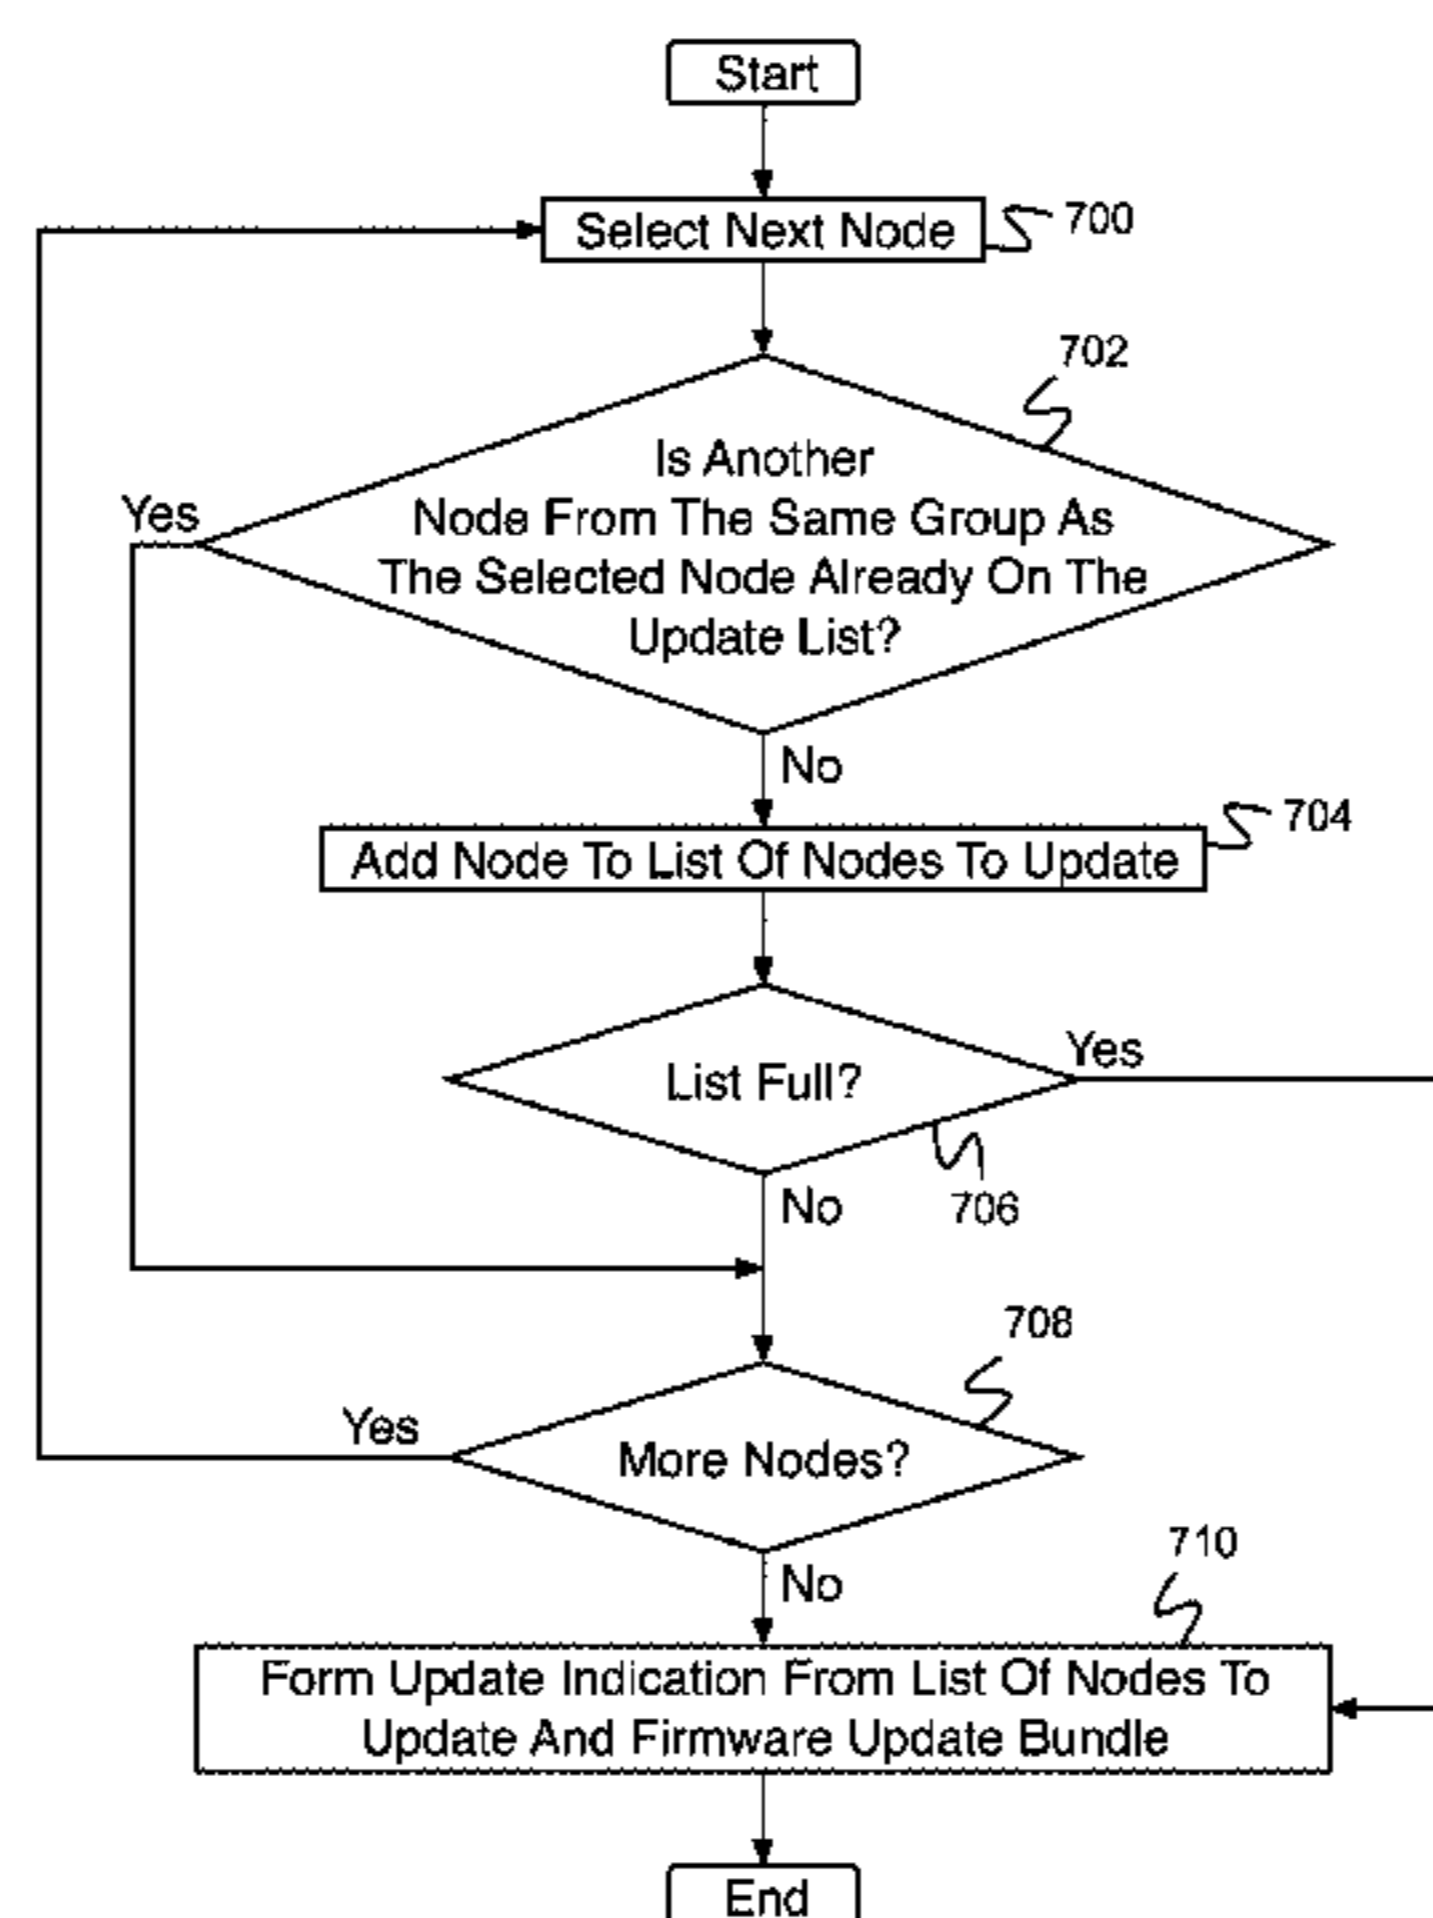 Start
Select Next Node
700
702
Is Another
Node From The Same Group As
The Selected Node Already On The
Update List?
Yes
No
Add Node To List Of Nodes To Update
704
List Full?
Yes
706
No
708
More Nodes?
Yes
No
710
Form Update Indication From List Of Nodes To
Update And Firmware Update Bundle
End